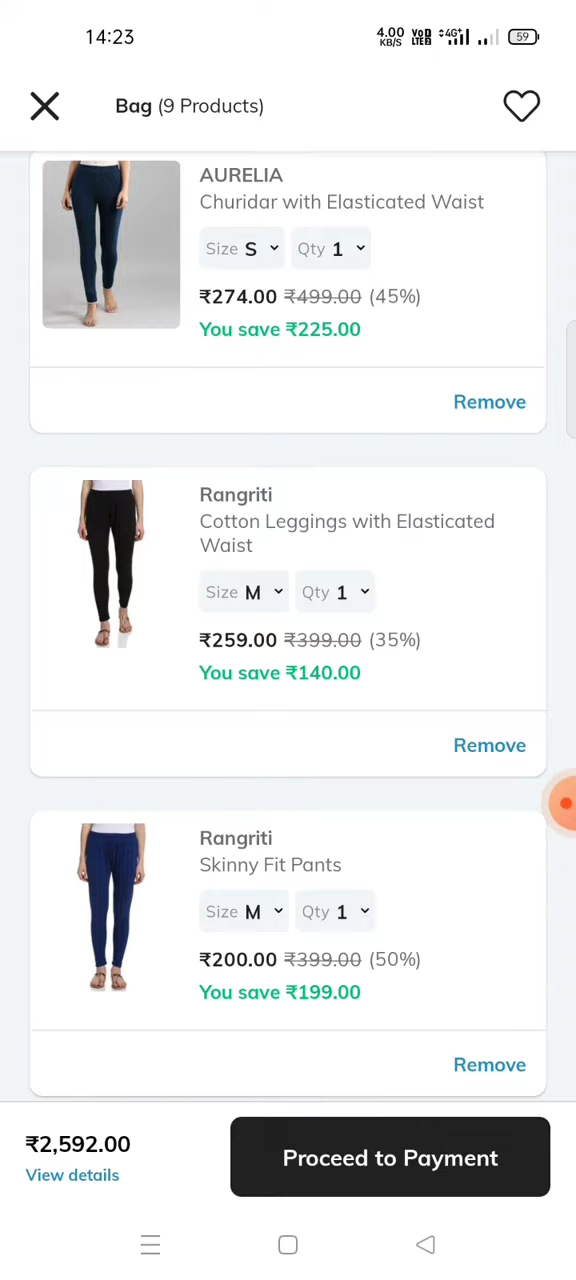 14:23
4.00 KB/S VoD LTE2 4G+ 59
Bag (9 Products)
AURELIA
Churidar with Elasticated Waist
Size S Qty 1
₹274.00 ₹499.00 (45%)
You save ₹225.00
Remove
Rangriti
Cotton Leggings with Elasticated
Waist
Size M Qty 1
₹259.00 ₹399.00 (35%)
You save ₹140.00
Remove
Rangriti
Skinny Fit Pants
Size M Qty 1
₹200.00 ₹399.00 (50%)
You save ₹199.00
Remove
₹2,592.00
View details
Proceed to Payment